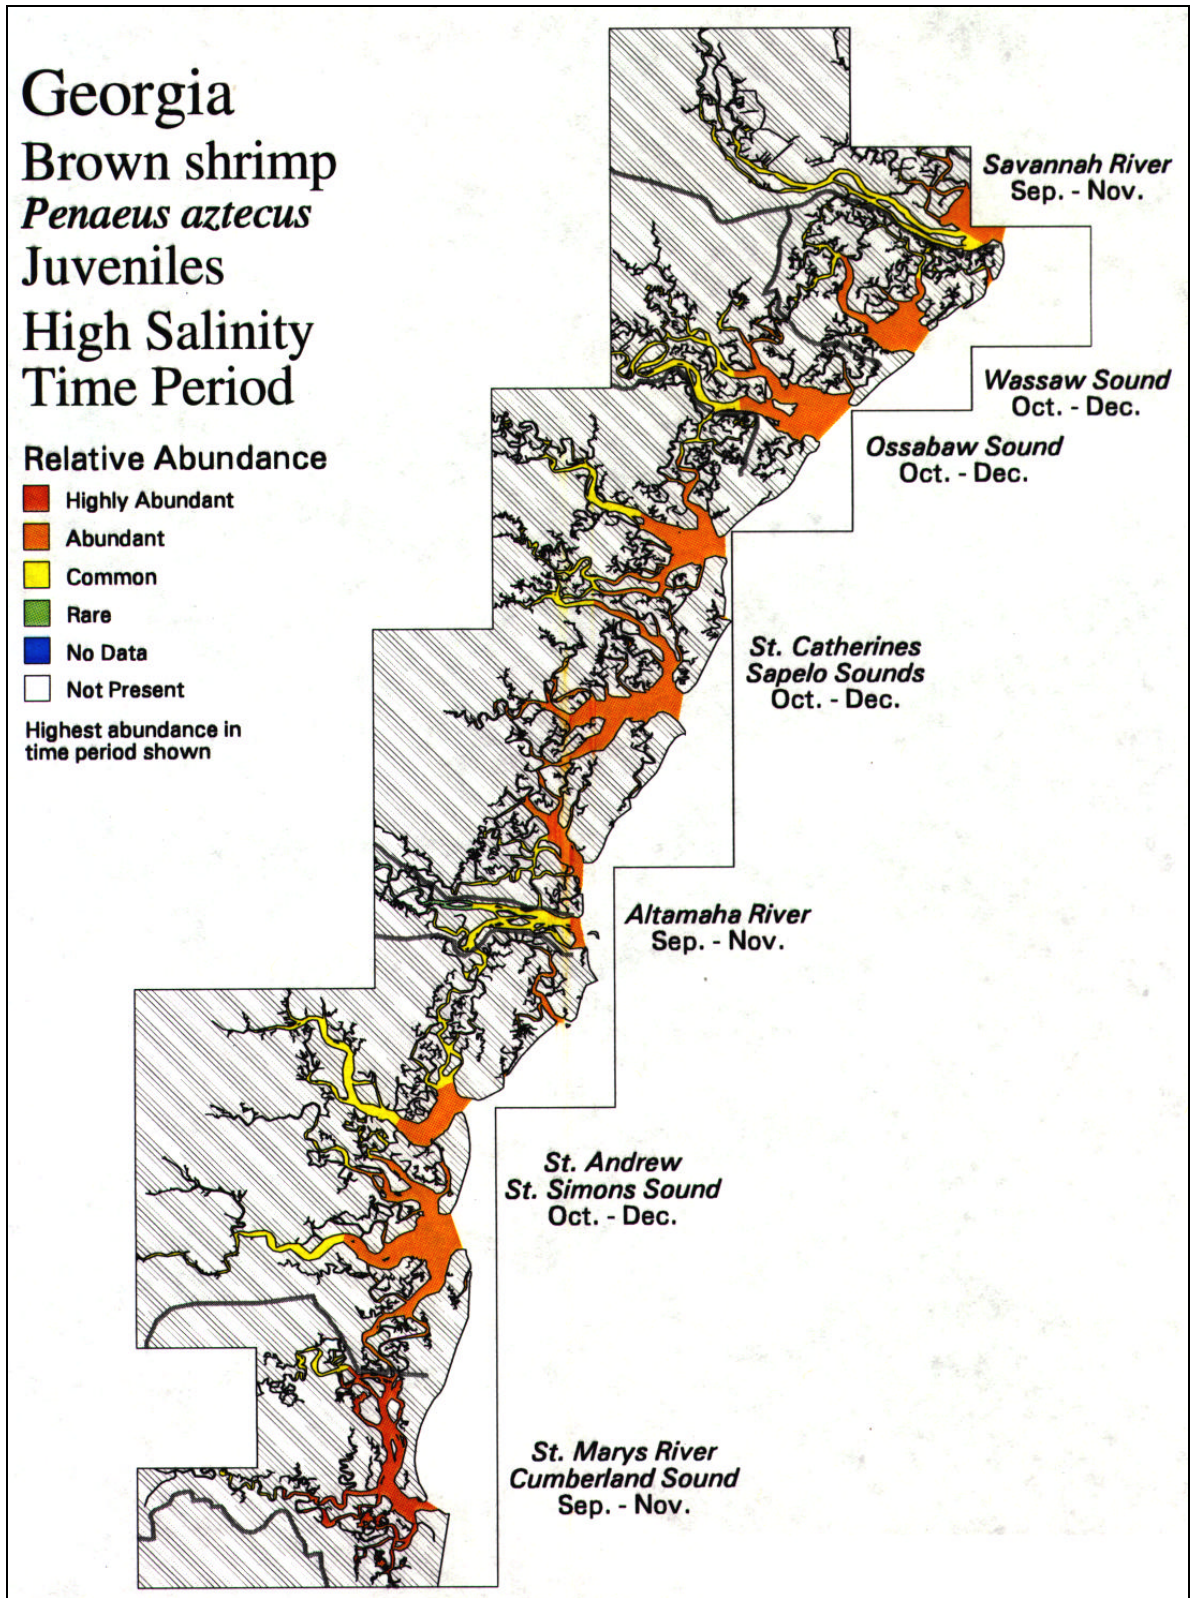 Georgia
Brown shrimp
Penaeus aztecus
Juveniles
High Salinity
Time Period
Relative Abundance
Highly Abundant
Abundant
Common
Rare
No Data
Not Present
Highest abundance in
time period shown
Savannah River
Sep. - Nov.
Wassaw Sound
Oct. - Dec.
Ossabaw Sound
Oct. - Dec.
St. Catherines
Sapelo Sounds
Oct. - Dec.
Altamaha River
Sep. - Nov.
St. Andrew
St. Simons Sound
Oct. - Dec.
St. Marys River
Cumberland Sound
Sep. - Nov.